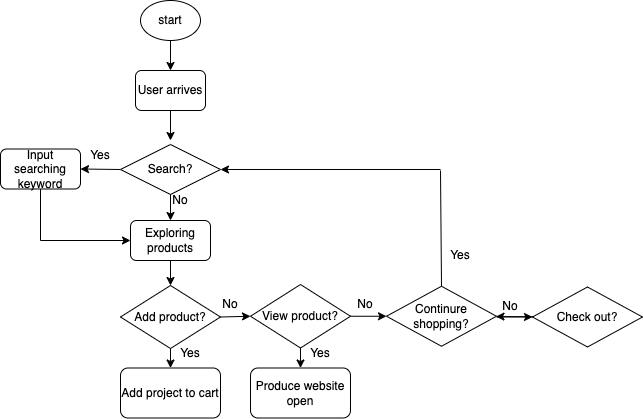 start
User arrives
Search?
Yes
Input
searching
keyword
No
Exploring
products
Yes
Add product?
No
View product?
No
Continure
shopping?
No
Check out?
Yes
Yes
Add project to cart
Produce website
open